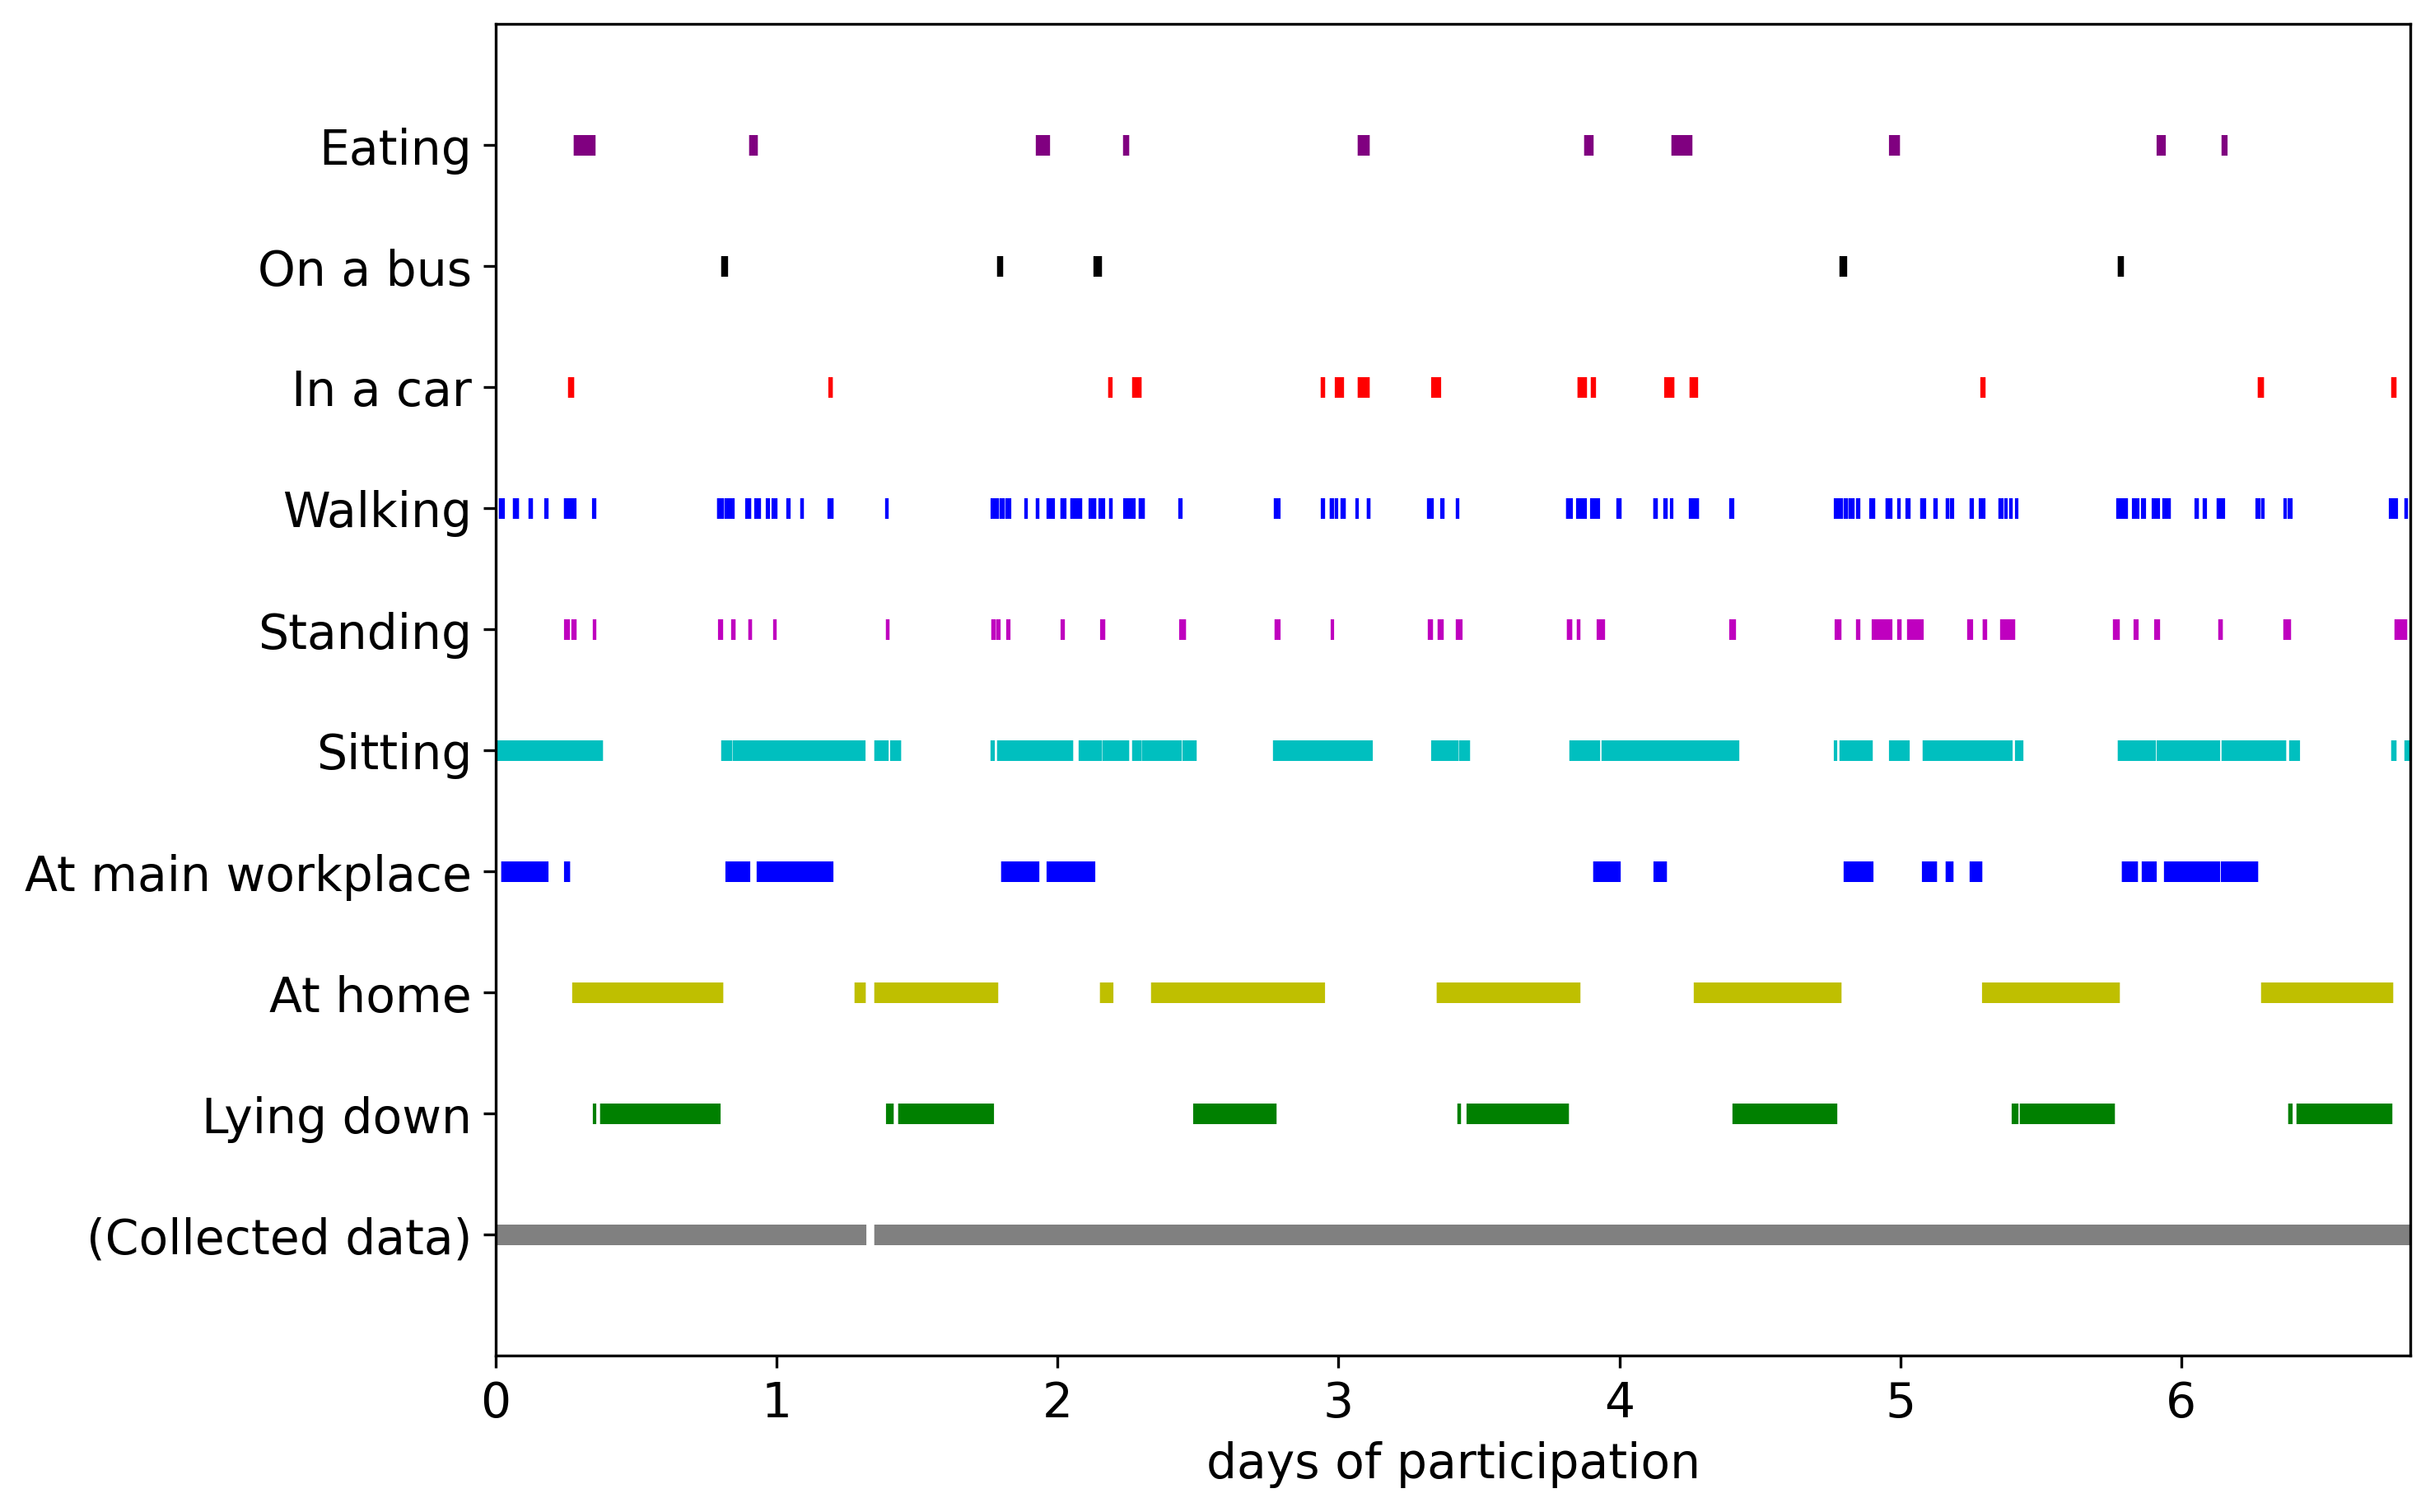 Eating
On a bus
In a car
Walking
Standing
Sitting
At main workplace
At home
Lying down
(Collected data)
0 1 2 3 4 5 6
days of participation